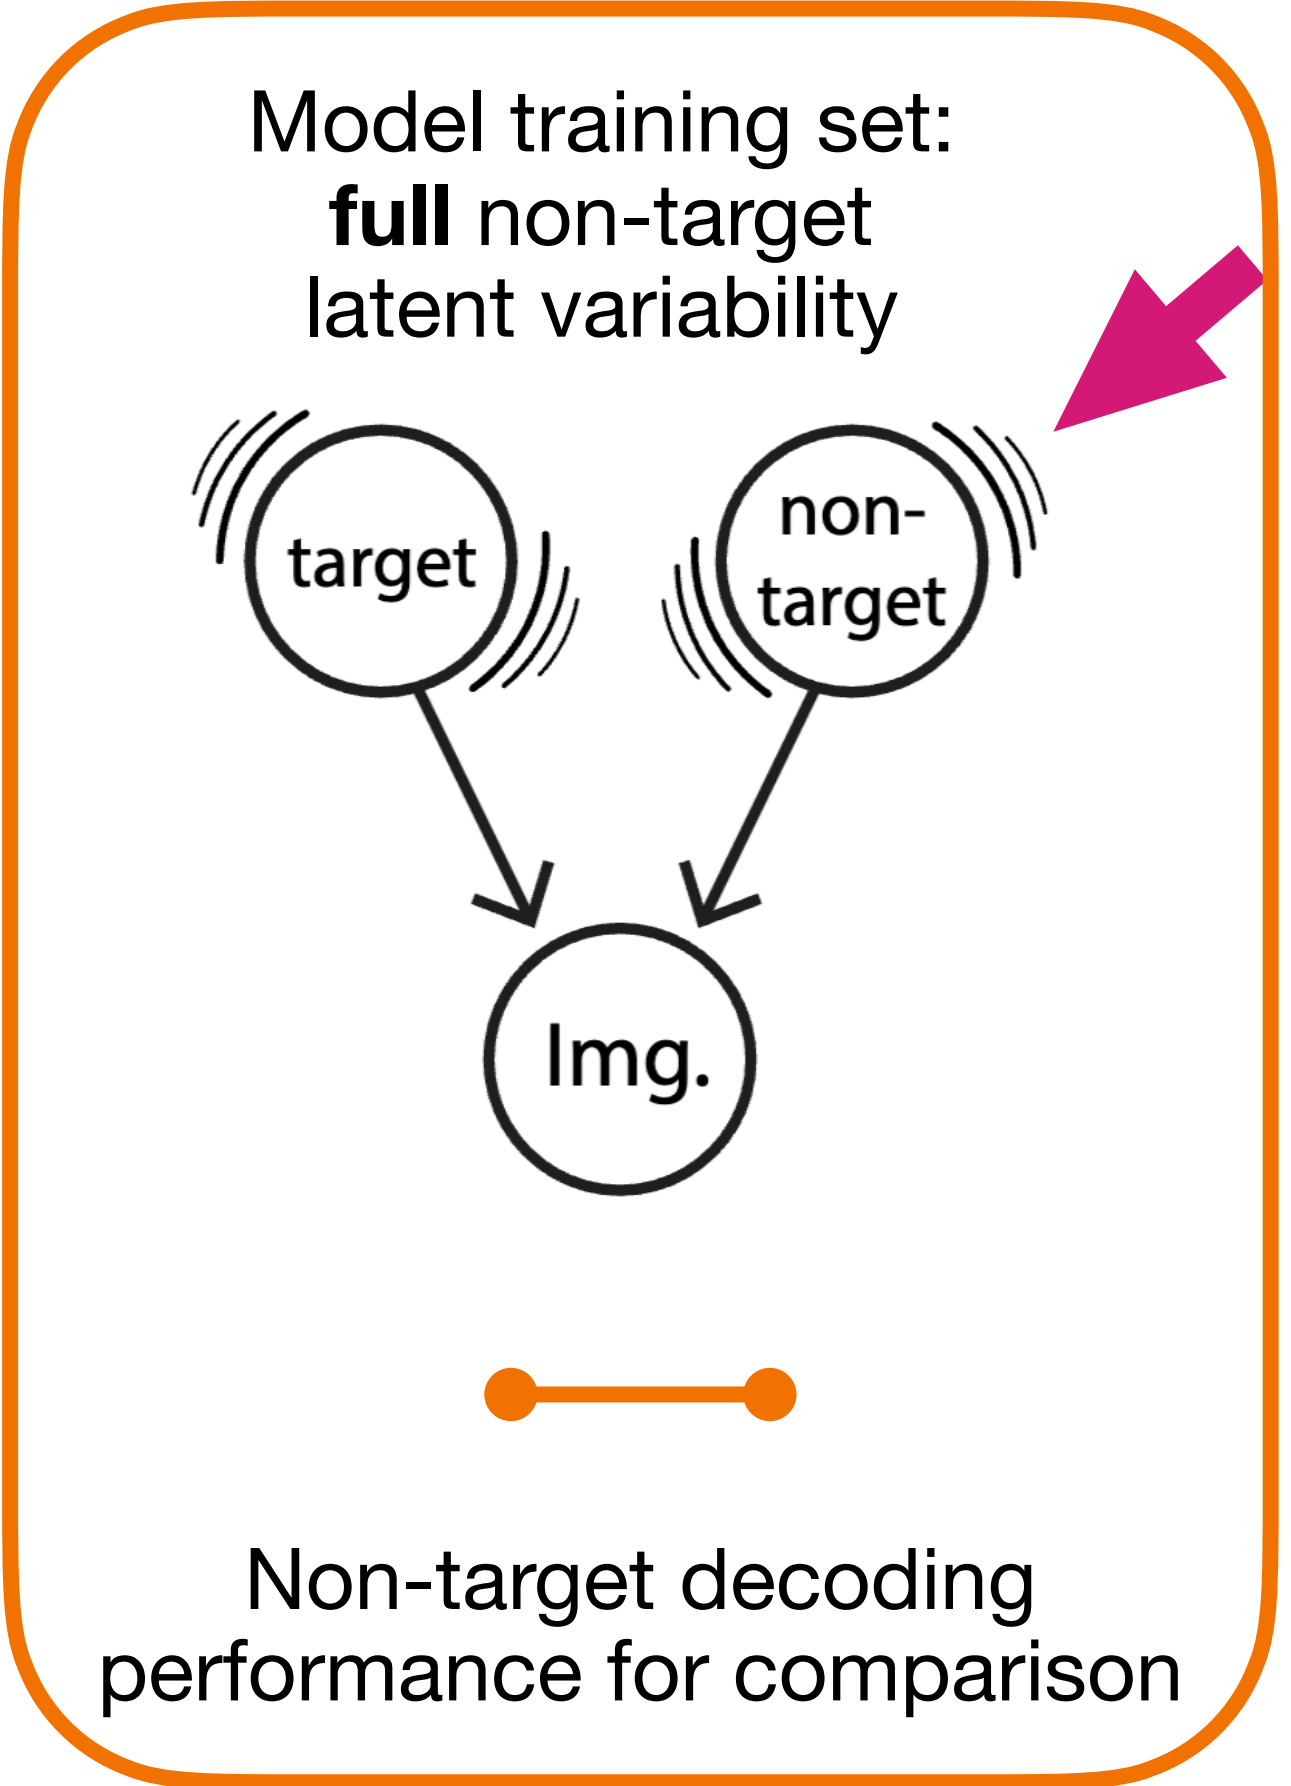 Model training set:
full non-target
latent variability
target
non-
target
Img.
Non-target decoding
performance for comparison